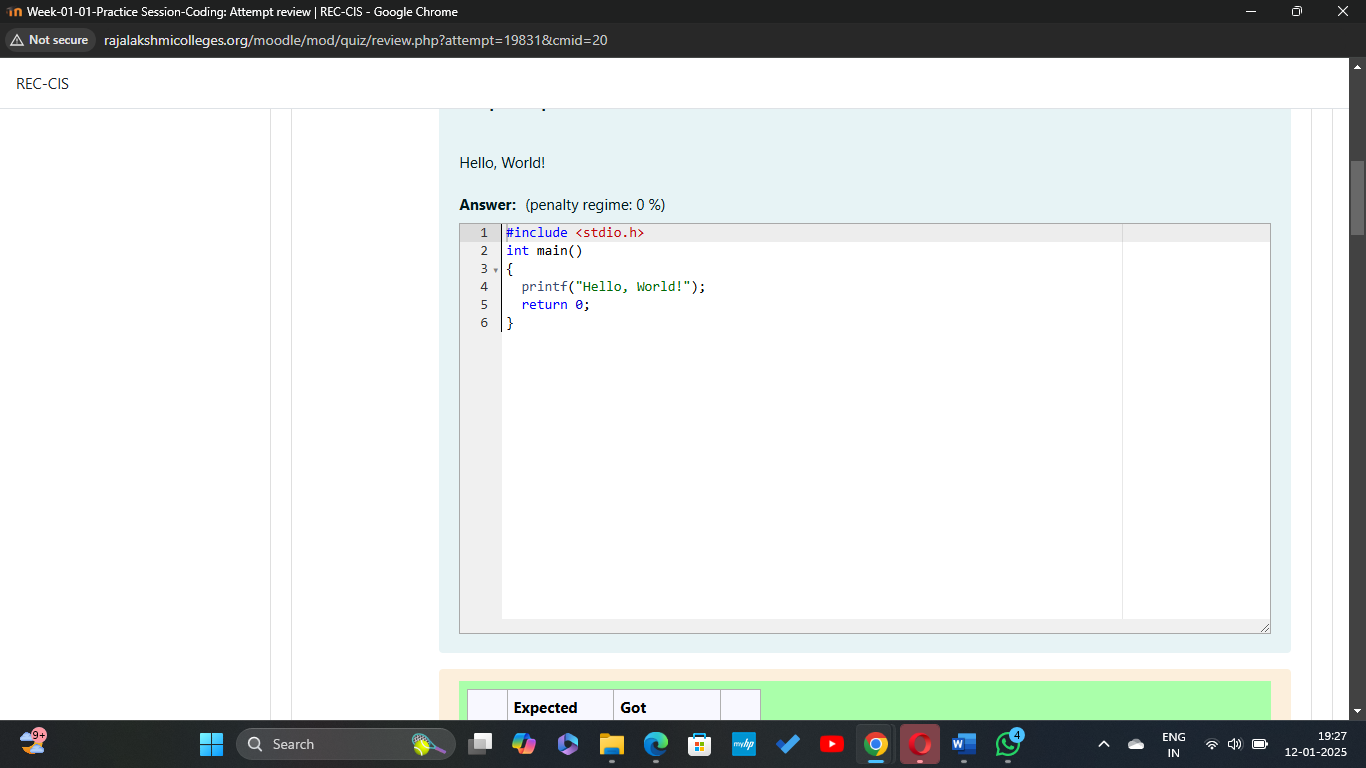 Week-01-01-Practice Session-Coding: Attempt review | REC-CIS - Google Chrome
Not secure rajalakshmicolleges.org/moodle/mod/quiz/review.php?attempt=19831&cmid=20
REC-CIS
Hello, World!
Answer: (penalty regime: 0 %)
1 #include <stdio.h>
2 int main()
3 {
4 printf("Hello, World!");
5 return 0;
6 }
Expected Got
9+ Search myhp W 4 ENG 19:27
IN 12-01-2025